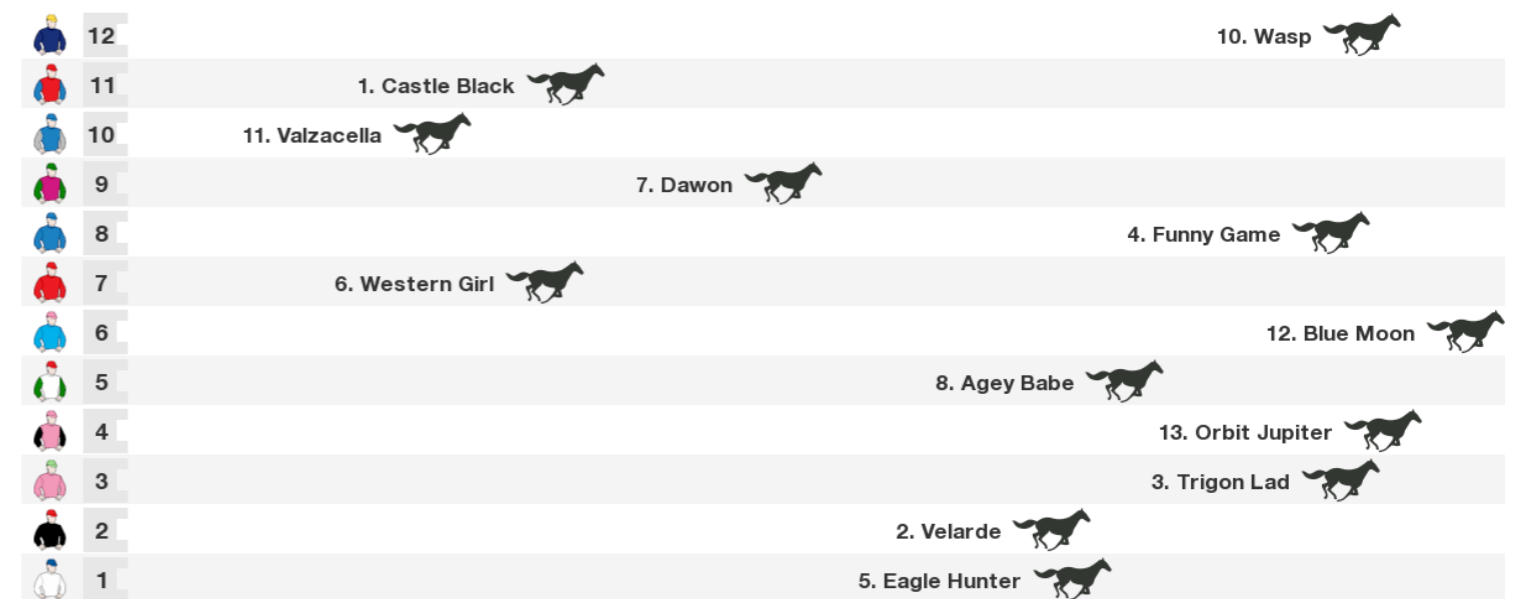 12 10. Wasp
11 1. Castle Black
10 11. Valzacella
9 7. Dawon
8 4. Funny Game
7 6. Western Girl
6 12. Blue Moon
5 8. Agey Babe
4 13. Orbit Jupiter
3 3. Trigon Lad
2 2. Velarde
1 5. Eagle Hunter